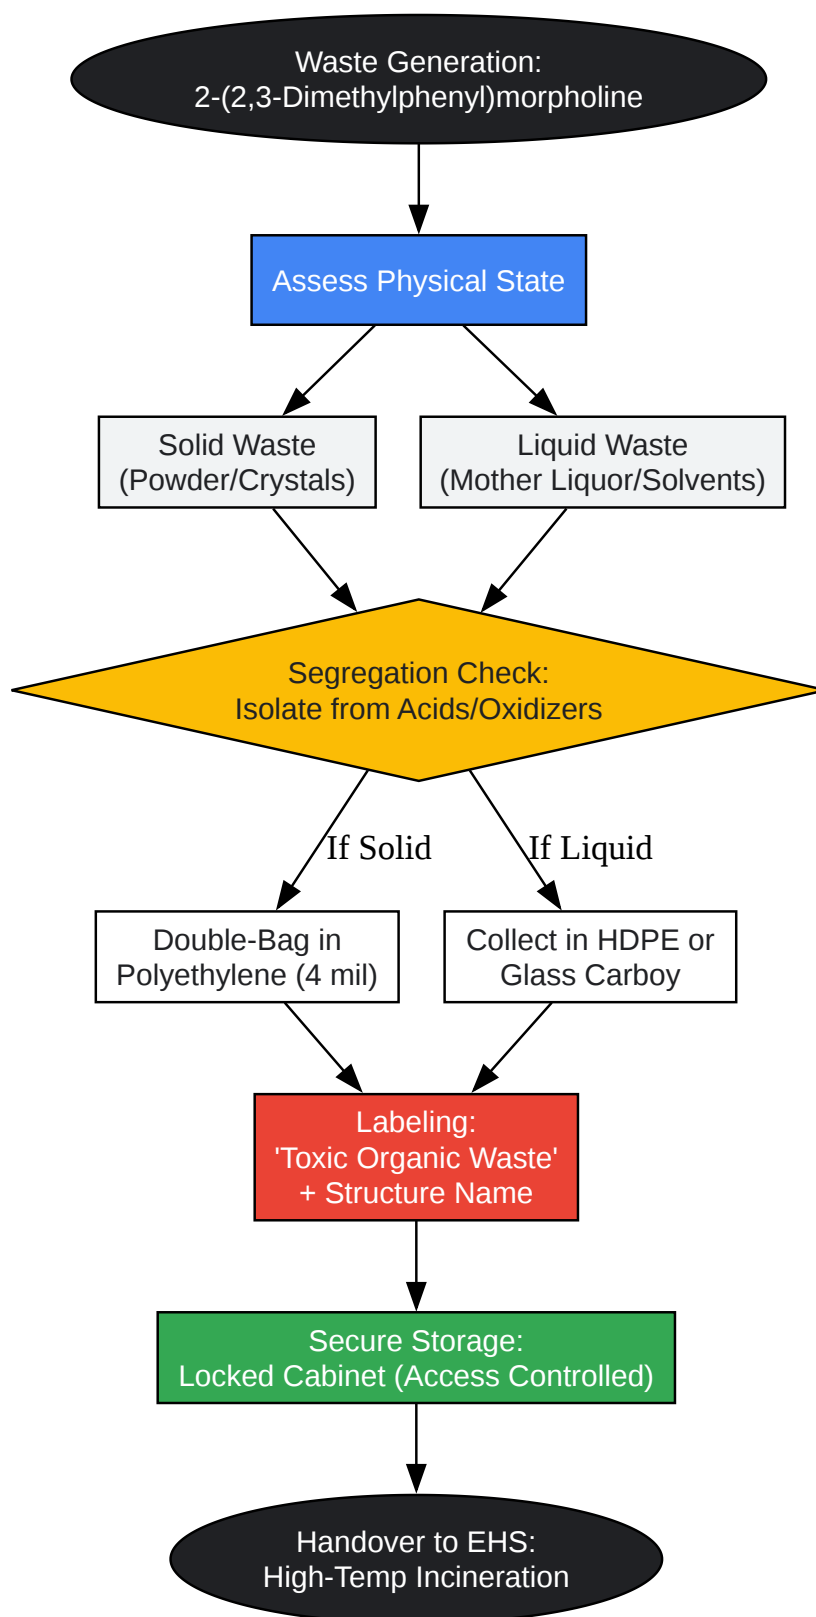 Waste Generation:
2-(2,3-Dimethylphenyl)morpholine
Assess Physical State
Solid Waste
(Powder/Crystals)
Liquid Waste
(Mother Liquor/Solvents)
Segregation Check:
Isolate from Acids/Oxidizers
If Solid
If Liquid
Double-Bag in
Polyethylene (4 mil)
Collect in HDPE or
Glass Carboy
Labeling:
'Toxic Organic Waste'
+ Structure Name
Secure Storage:
Locked Cabinet (Access Controlled)
Handover to EHS:
High-Temp Incineration